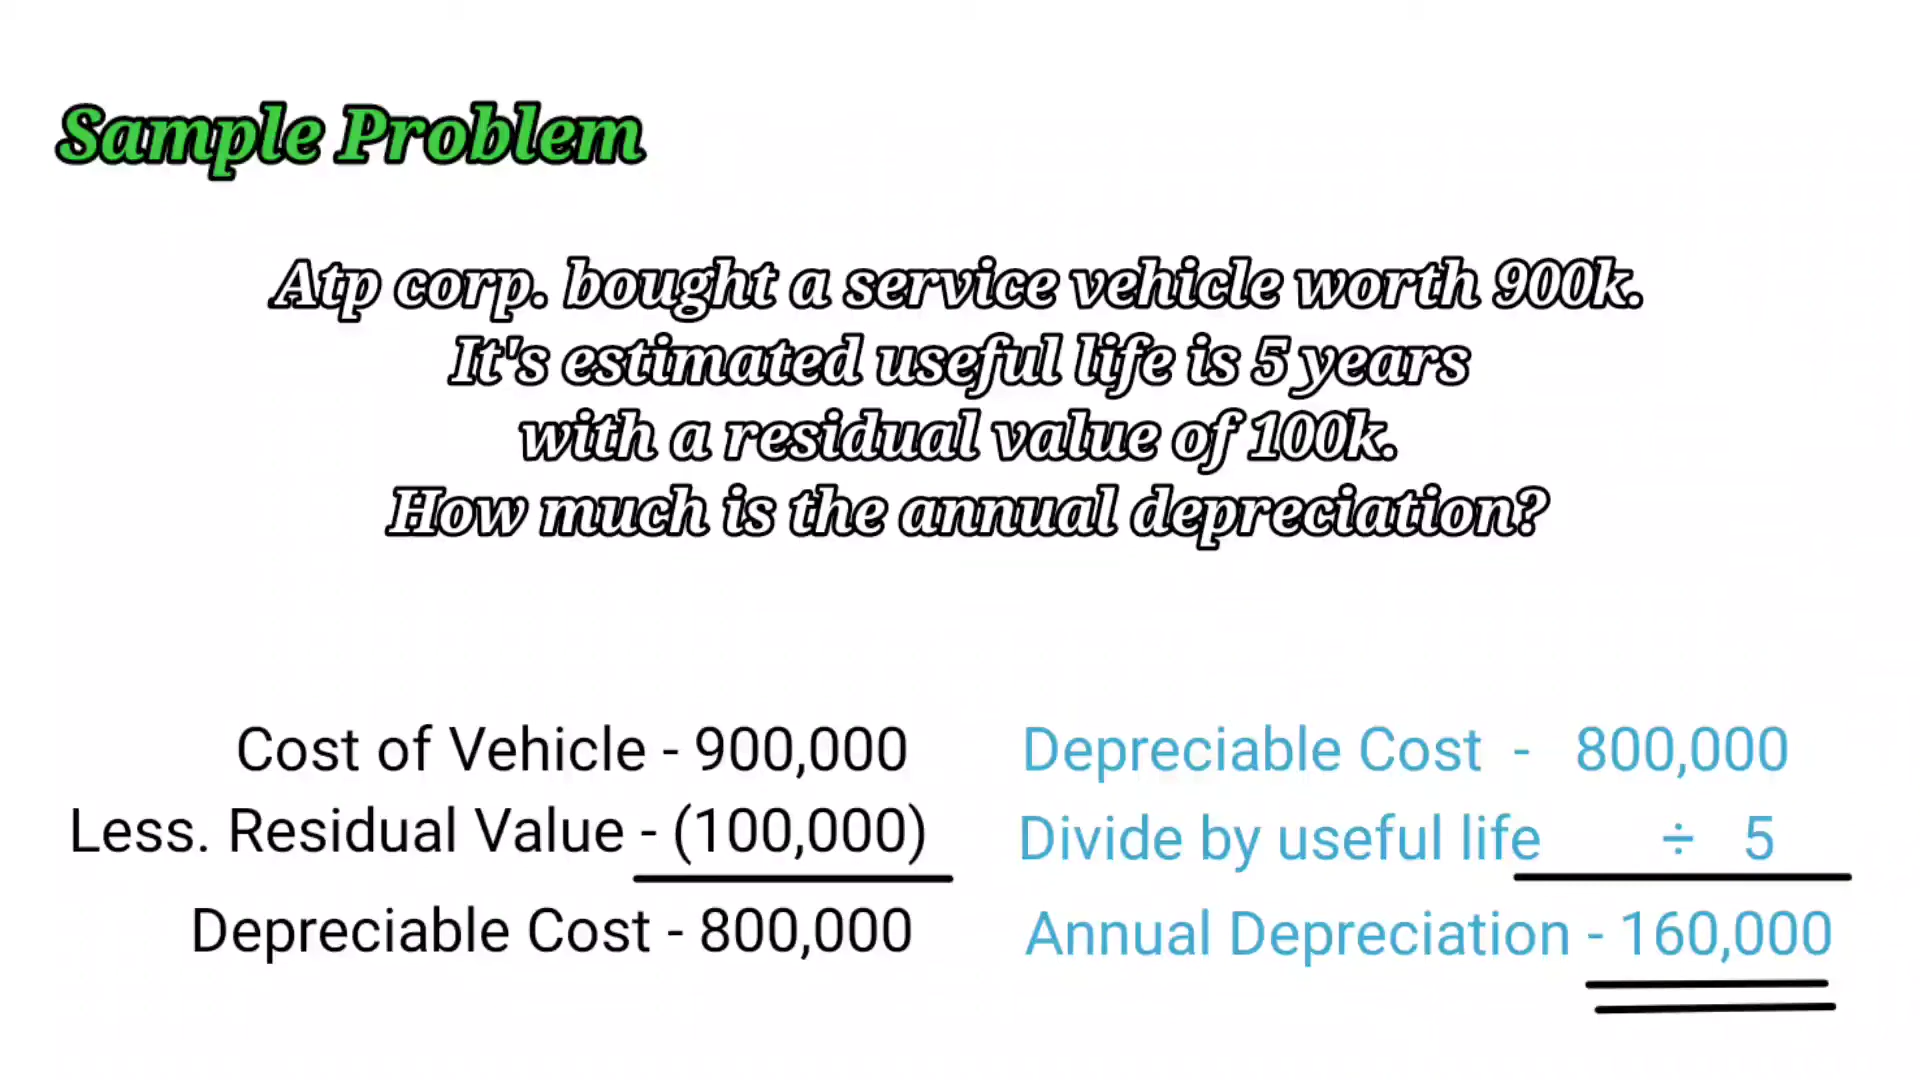 Sample Problem
Atp corp. bought a service vehicle worth 900k.
It's estimated useful life is 5 years
with a residual value of 100k.
How much is the annual depreciation?
Cost of Vehicle - 900,000
Less. Residual Value - (100,000)
Depreciable Cost - 800,000
Depreciable Cost - 800,000
Divide by useful life ÷ 5
Annual Depreciation - 160,000